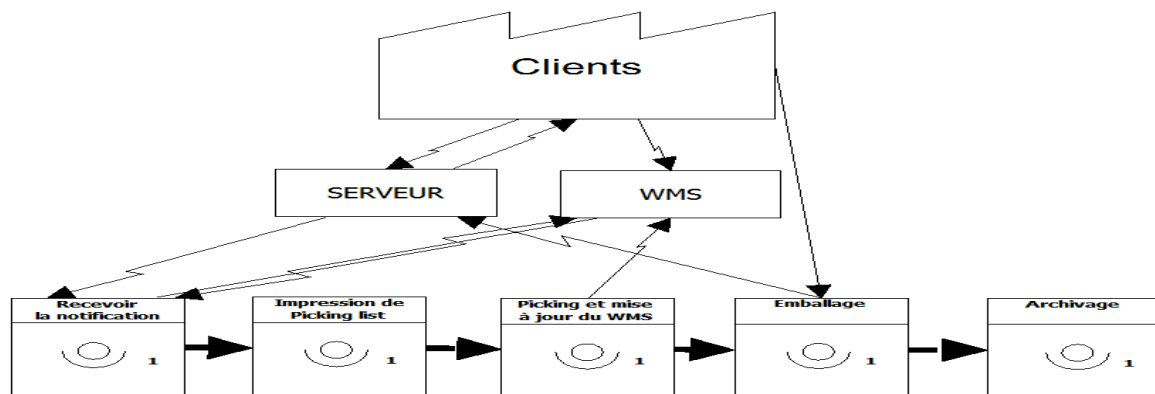 Clients
SERVEUR
WMS
Recevoir
la notification
1
Impression de
Picking list
1
Picking et mise
à jour du WMS
1
Emballage
1
Archivage
1